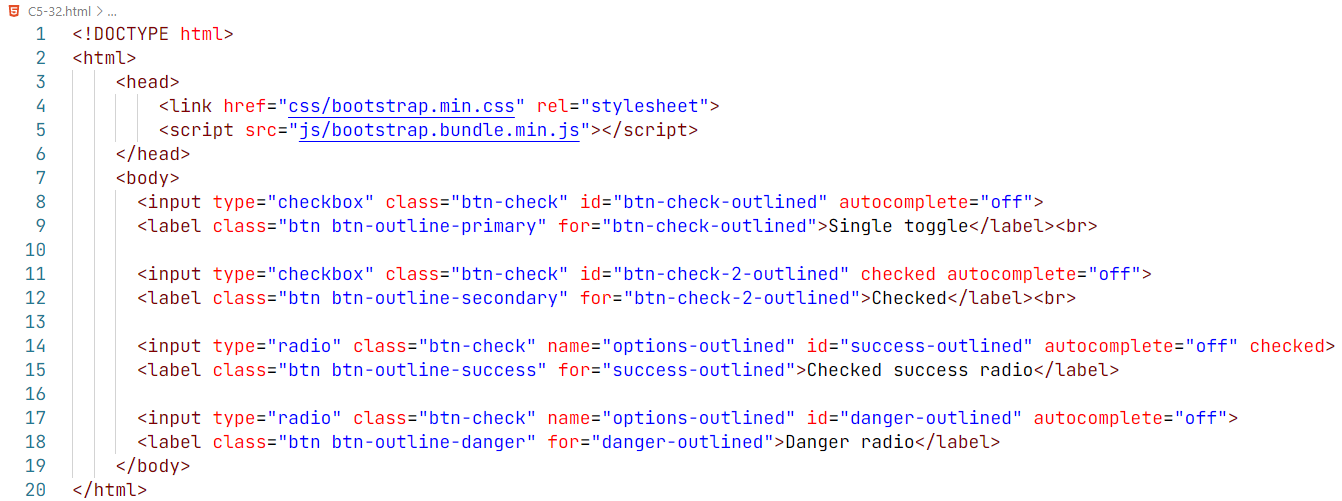 C5-32.html > ...
1 <!DOCTYPE html>
2 <html>
3     <head>
4         <link href="css/bootstrap.min.css" rel="stylesheet">
5         <script src="js/bootstrap.bundle.min.js"></script>
6     </head>
7     <body>
8       <input type="checkbox" class="btn-check" id="btn-check-outlined" autocomplete="off">
9       <label class="btn btn-outline-primary" for="btn-check-outlined">Single toggle</label><br>
10
11       <input type="checkbox" class="btn-check" id="btn-check-2-outlined" checked autocomplete="off">
12       <label class="btn btn-outline-secondary" for="btn-check-2-outlined">Checked</label><br>
13
14       <input type="radio" class="btn-check" name="options-outlined" id="success-outlined" autocomplete="off" checked>
15       <label class="btn btn-outline-success" for="success-outlined">Checked success radio</label>
16
17       <input type="radio" class="btn-check" name="options-outlined" id="danger-outlined" autocomplete="off">
18       <label class="btn btn-outline-danger" for="danger-outlined">Danger radio</label>
19     </body>
20 </html>